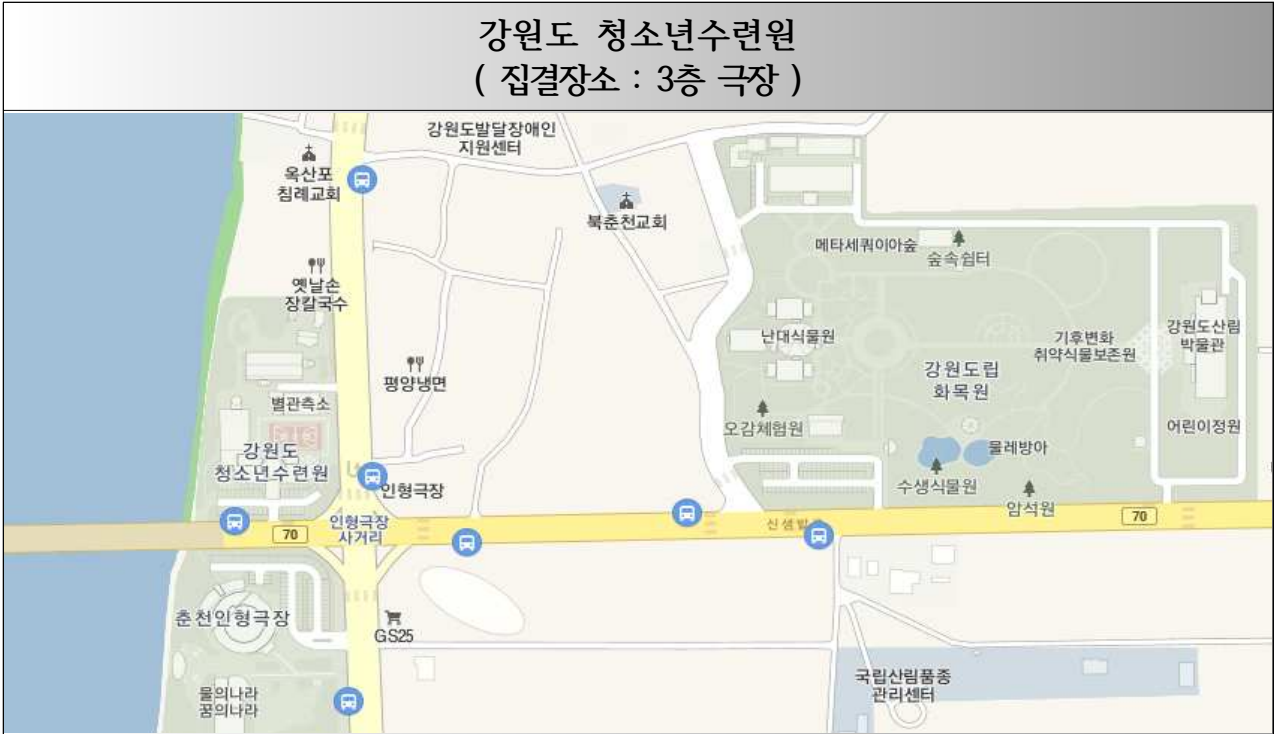 강원도 청소년수련원
( 집결장소 : 3층 극장 )
강원도발달장애인
지원센터
옥산포
침례교회
북춘천교회
메타세쿼이아숲
숲속쉼터
옛날손
장칼국수
난대식물원
기후변화
취약식물보존원
강원도산림
박물관
평양냉면
강원도립
화목원
별관측소
오감체험원
어린이정원
강원도
청소년수련원
물레방아
수생식물원
인형극장
암석원
인형극장
사거리
70
신샘밭
70
춘천인형극장
GS25
물의나라
꿈의나라
국립산림품종
관리센터